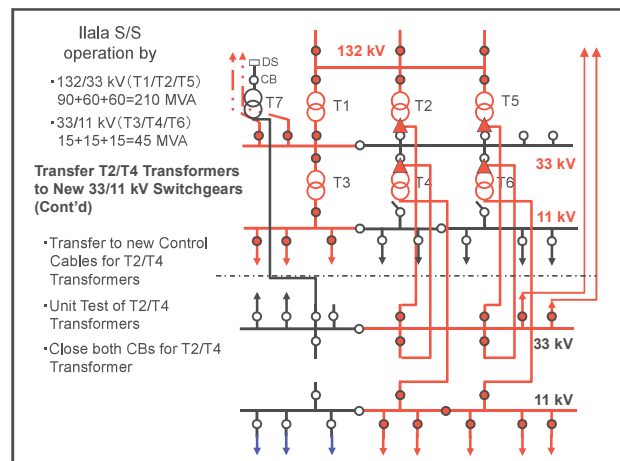 Ilala S/S
operation by
・132/33 kV(T1/T2/T5)
90+60+60=210 MVA
・33/11 kV(T3/T4/T6)
15+15+15=45 MVA
Transfer T2/T4 Transformers
to New 33/11 kV Switchgears
(Cont'd)
・Transfer to new Control
Cables for T2/T4
Transformers
・Unit Test of T2/T4
Transformers
・Close both CBs for T2/T4
Transformer
132 kV
DS
CB
T7
T1
T2
T5
33 kV
T3
T4
T6
11 kV
33 kV
11 kV